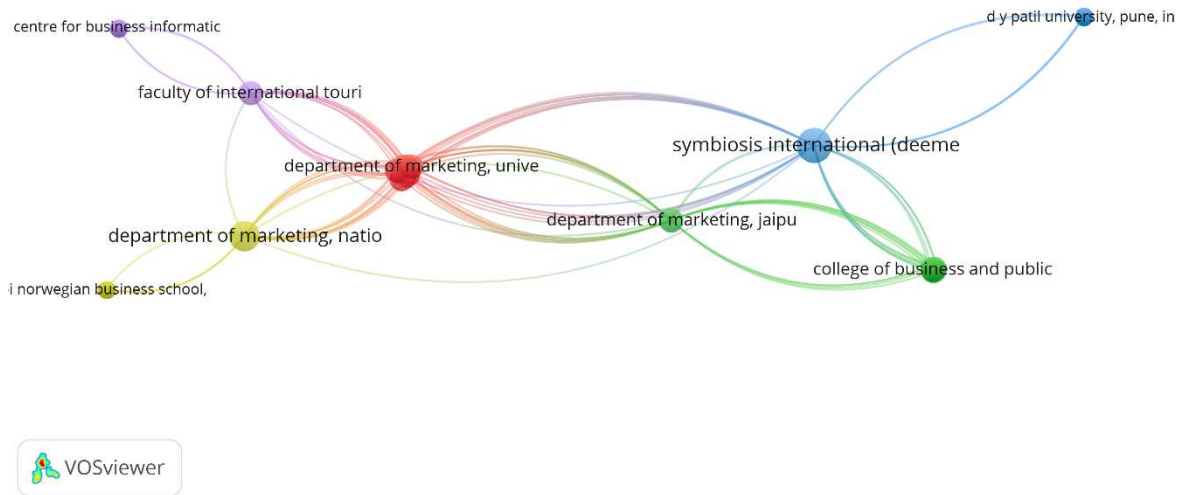 centre for business informatic
d y patil university, pune, in
faculty of international touri
symbiosis international (deeme
department of marketing, unive
department of marketing, jaipu
department of marketing, natio
college of business and public
i norwegian business school,
VOSviewer